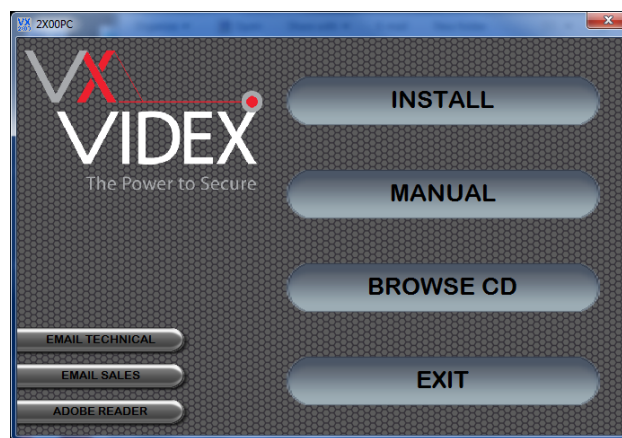 2X00PC
VX
VIDEX
The Power to Secure
INSTALL
MANUAL
BROWSE CD
EXIT
EMAIL TECHNICAL
EMAIL SALES
ADOBE READER